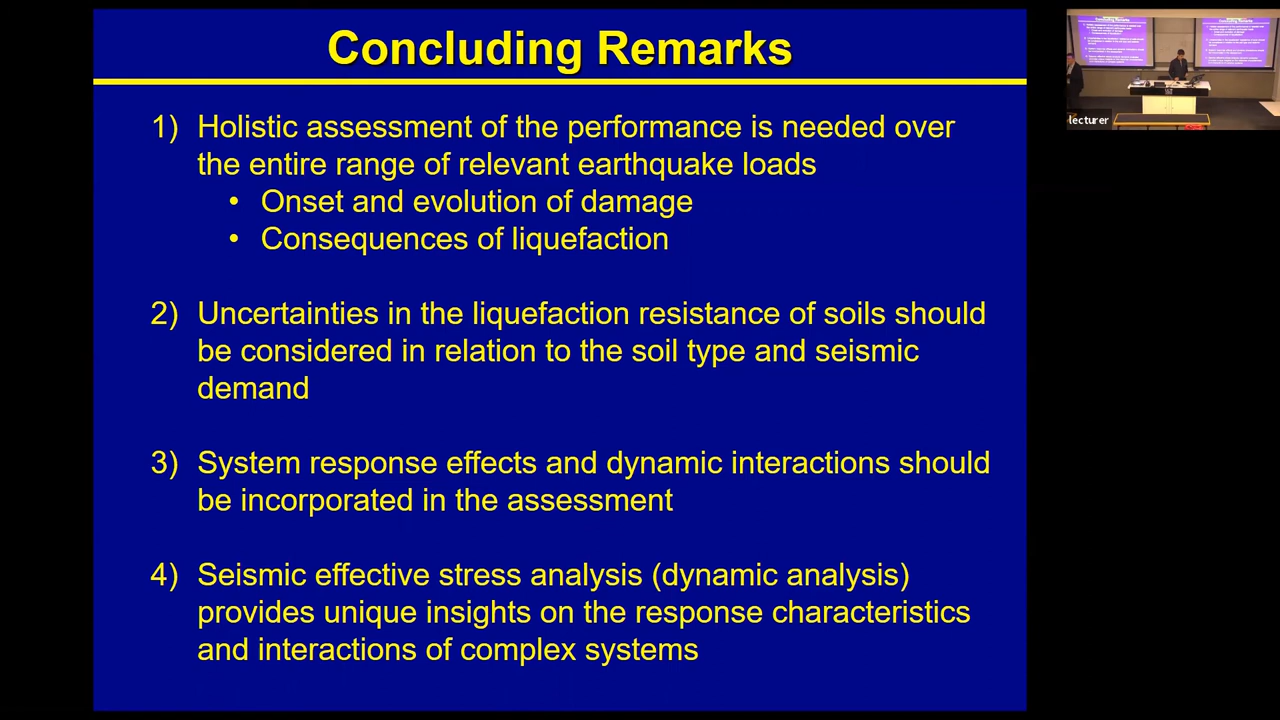 Concluding Remarks
1) Holistic assessment of the performance is needed over
the entire range of relevant earthquake loads
• Onset and evolution of damage
• Consequences of liquefaction
2) Uncertainties in the liquefaction resistance of soils should
be considered in relation to the soil type and seismic
demand
3) System response effects and dynamic interactions should
be incorporated in the assessment
4) Seismic effective stress analysis (dynamic analysis)
provides unique insights on the response characteristics
and interactions of complex systems
lecturer